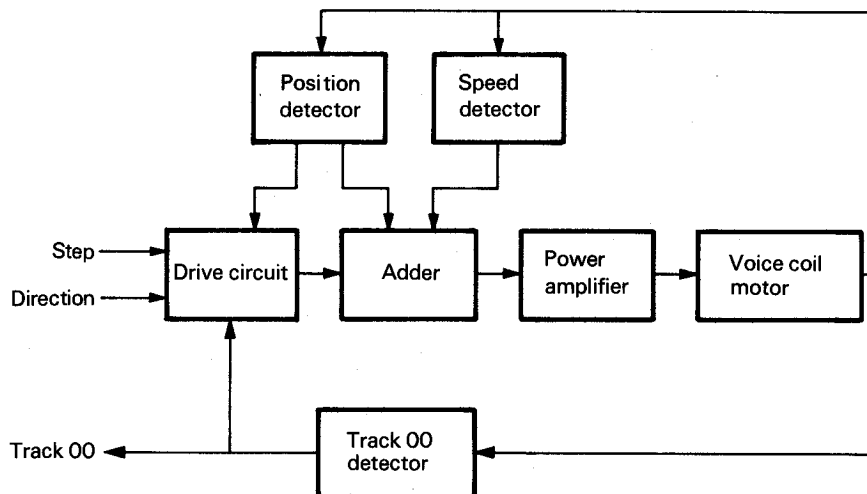 Position
detector
Speed
detector
Step
Direction
Drive circuit
Adder
Power
amplifier
Voice coil
motor
Track 00
Track 00
detector